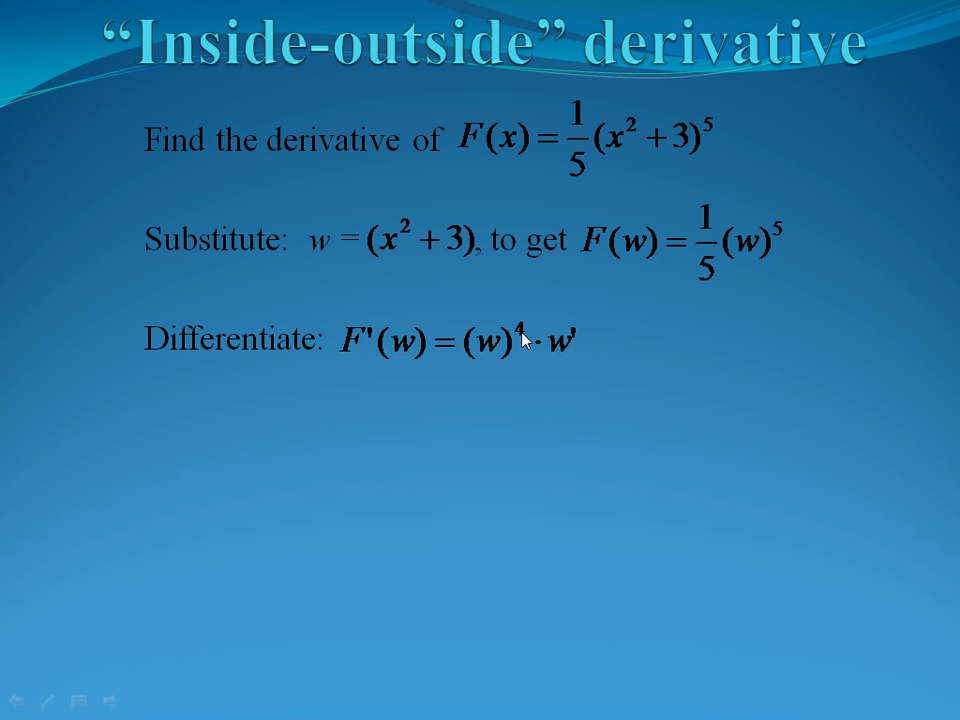 “Inside-outside” derivative
Find the derivative of F(x) = 1/5 (x² + 3)⁵
Substitute: w = (x² + 3), to get F(w) = 1/5 (w)⁵
Differentiate: F'(w) = (w)⁴ · w'